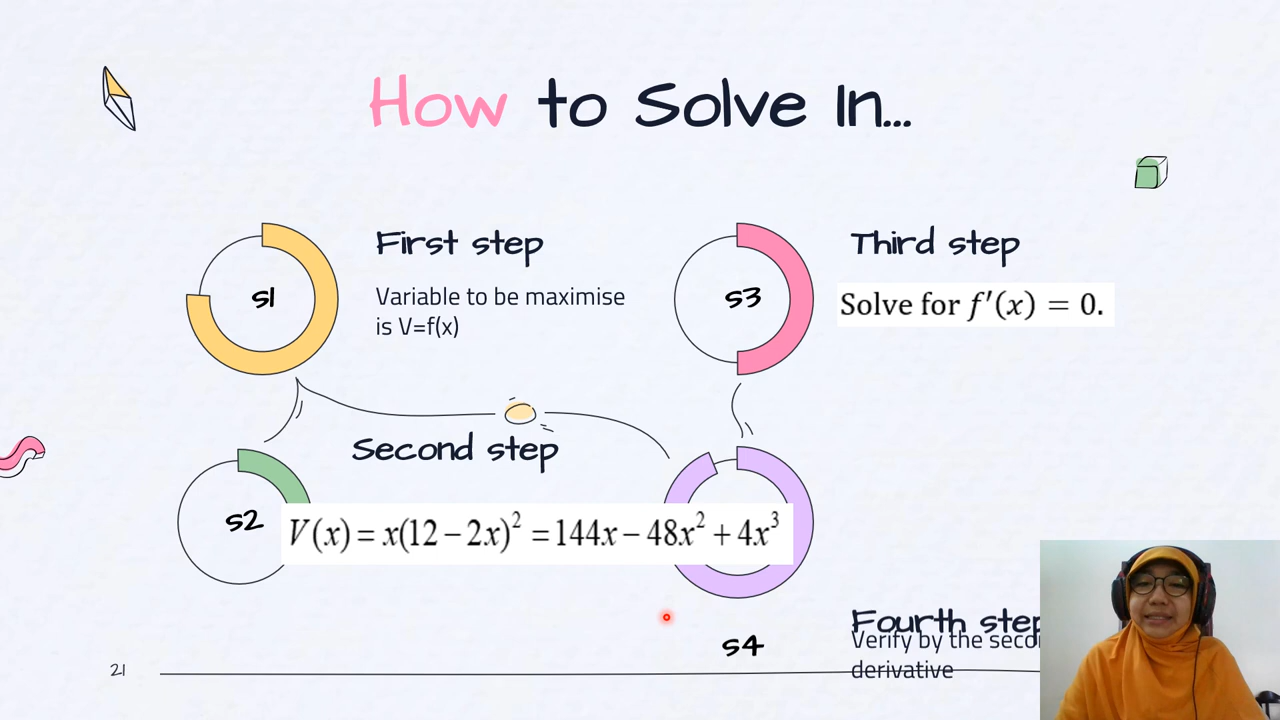 How to Solve In...
S1
First step
Variable to be maximise
is V=f(x)
S2
Second step
V(x) = x(12 − 2x)² = 144x − 48x² + 4x³
S3
Third step
Solve for f′(x) = 0.
S4
Fourth step
Verify by the
derivative
21